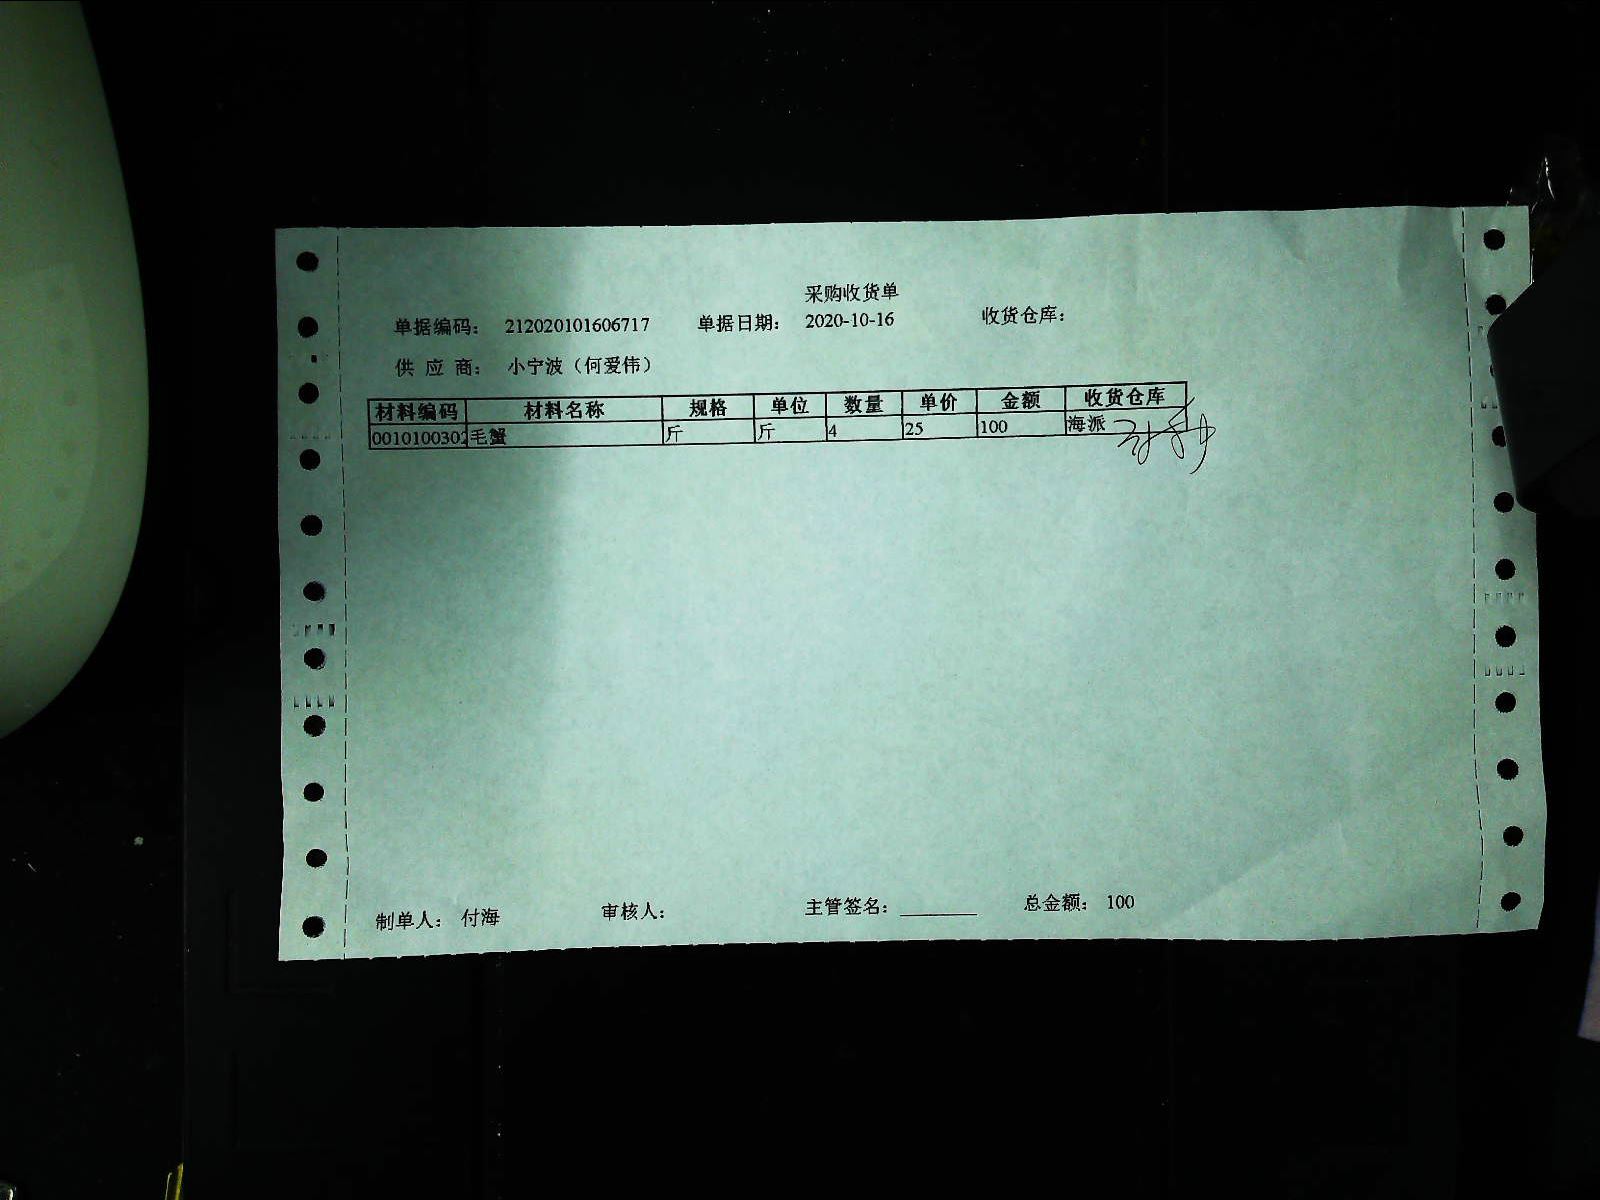 采购收货单
单据编码： 212020101606717 单据日期： 2020-10-16 收货仓库：
供 应 商： 小宁波（何爱伟）
材料编码 材料名称 规格 单位 数量 单价 金额 收货仓库
0010100302 毛蟹 斤 斤 4 25 100 海派
制单人： 付海 审核人： 主管签名： ________ 总金额： 100